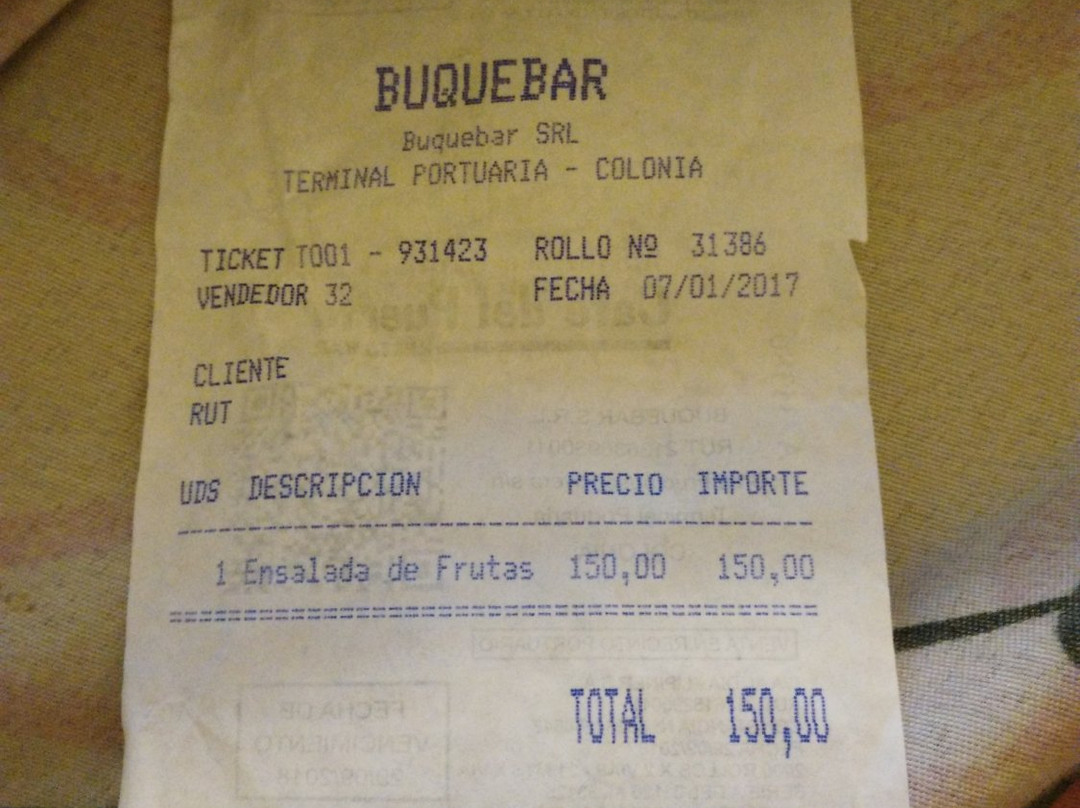 BUQUEBAR
Buquebar SRL
TERMINAL PORTUARIA - COLONIA
TICKET T001 - 931423 ROLLO Nº 31386
VENDEDOR 32 FECHA 07/01/2017
CLIENTE
RUT
UDS DESCRIPCION PRECIO IMPORTE
1 Ensalada de Frutas 150,00 150,00
TOTAL 150,00